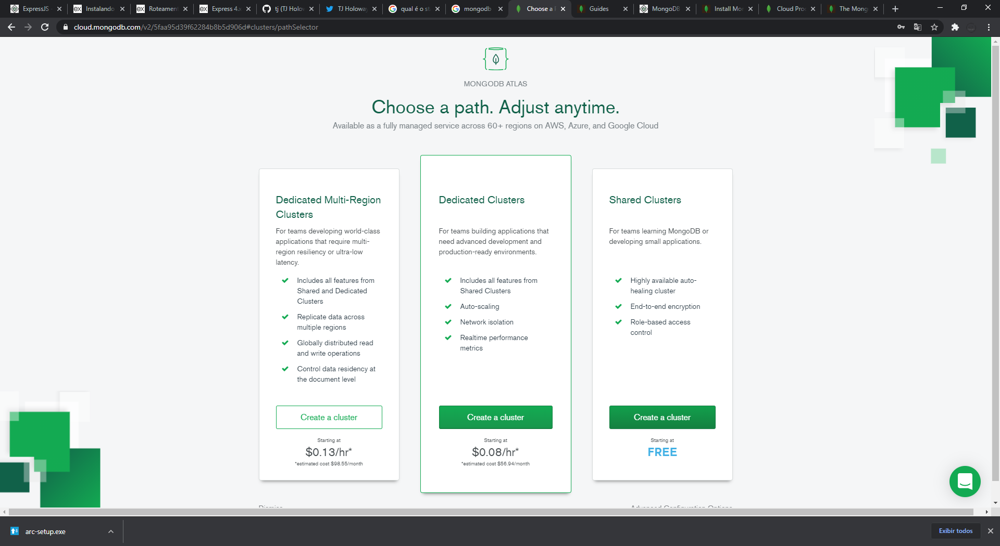 ExpressJS
Instalando
Roteament
Express 4.x
tj (TJ Holow
TJ Holoway
qual é o st
mongodb
Choose a P
Guides
MongoDB
Install Mon
Cloud Proc
The Mong
cloud.mongodb.com/v2/5faa95d39f62284b8b5d906d#clusters/pathSelector
MONGODB ATLAS
Choose a path. Adjust anytime.
Available as a fully managed service across 60+ regions on AWS, Azure, and Google Cloud
Dedicated Multi-Region
Clusters
For teams developing world-class
applications that require multi-
region resiliency or ultra-low
latency.
Includes all features from
Shared and Dedicated
Clusters
Replicate data across
multiple regions
Globally distributed read
and write operations
Control data residency at
the document level
Create a cluster
Starting at
$0.13/hr*
*estimated cost $98.55/month
Dedicated Clusters
For teams building applications that
need advanced development and
production-ready environments.
Includes all features from
Shared Clusters
Auto-scaling
Network isolation
Realtime performance
metrics
Create a cluster
Starting at
$0.08/hr*
*estimated cost $56.94/month
Shared Clusters
For teams learning MongoDB or
developing small applications.
Highly available auto-
healing cluster
End-to-end encryption
Role-based access
control
Create a cluster
Starting at
FREE
Dismiss
Advanced Configuration Options
arc-setup.exe
Exibir todos